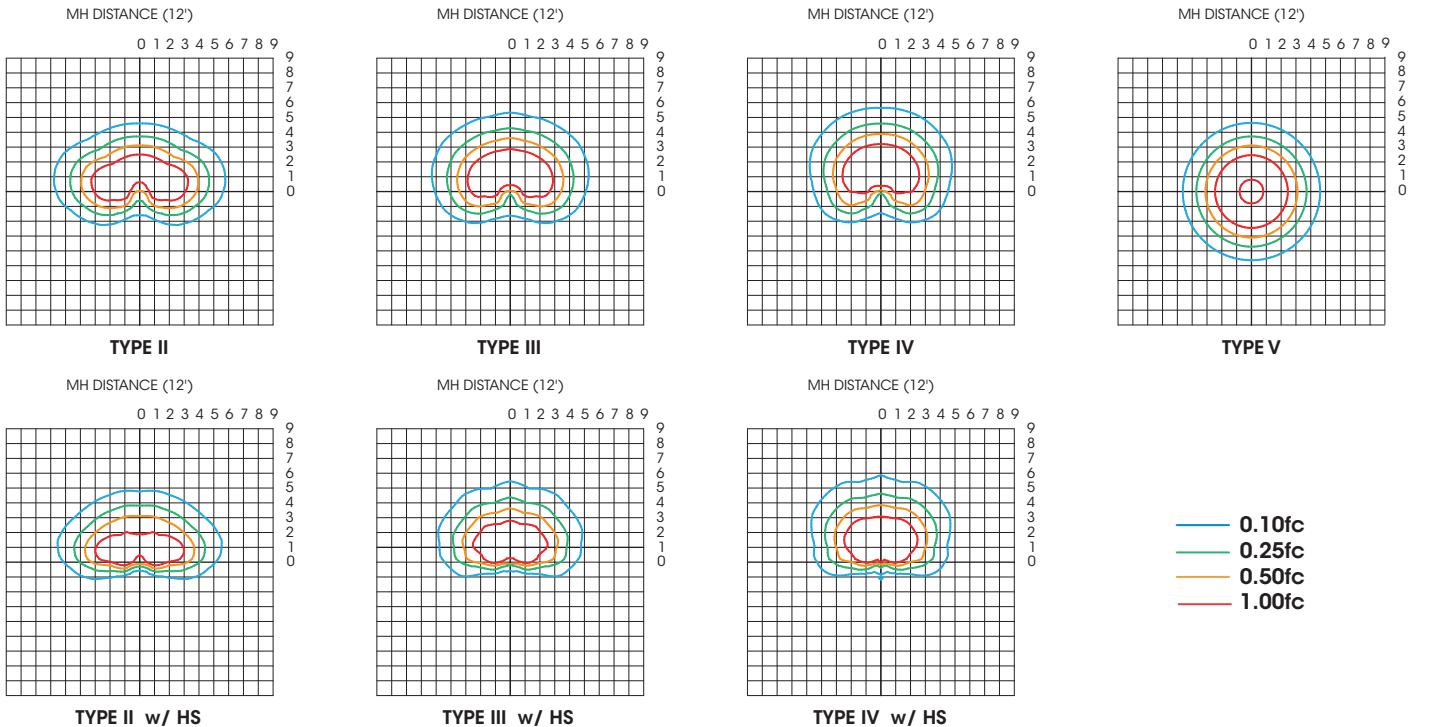 MH DISTANCE (12')
0 1 2 3 4 5 6 7 8 9
9
8
7
6
5
4
3
2
1
0
TYPE II
MH DISTANCE (12')
0 1 2 3 4 5 6 7 8 9
9
8
7
6
5
4
3
2
1
0
TYPE III
MH DISTANCE (12')
0 1 2 3 4 5 6 7 8 9
9
8
7
6
5
4
3
2
1
0
TYPE IV
MH DISTANCE (12')
0 1 2 3 4 5 6 7 8 9
9
8
7
6
5
4
3
2
1
0
TYPE V
MH DISTANCE (12')
0 1 2 3 4 5 6 7 8 9
9
8
7
6
5
4
3
2
1
0
TYPE II w/ HS
MH DISTANCE (12')
0 1 2 3 4 5 6 7 8 9
9
8
7
6
5
4
3
2
1
0
TYPE III w/ HS
MH DISTANCE (12')
0 1 2 3 4 5 6 7 8 9
9
8
7
6
5
4
3
2
1
0
TYPE IV w/ HS
0.10fc
0.25fc
0.50fc
1.00fc